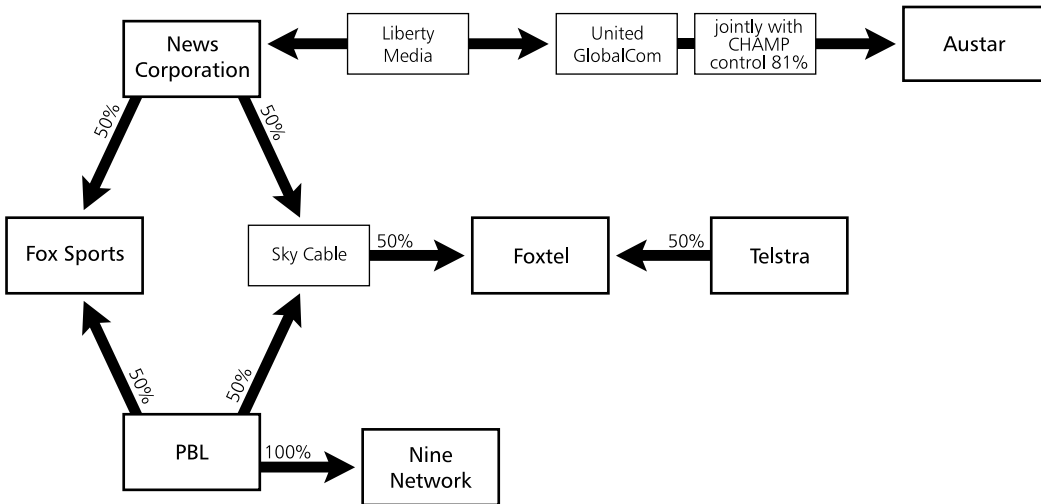 News
Corporation
Liberty
Media
United
GlobalCom
jointly with
CHAMP
control 81%
Austar
50%
50%
Fox Sports
Sky Cable
50%
Foxtel
50%
Telstra
50%
50%
PBL
100%
Nine
Network